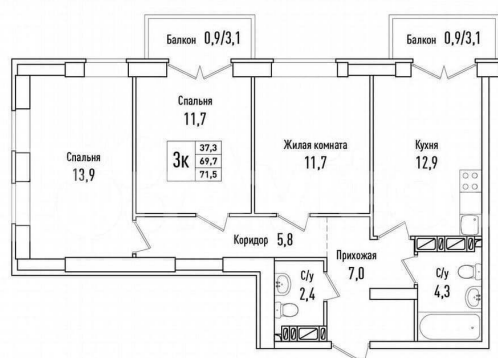 Балкон 0,9/3,1
Балкон 0,9/3,1
Спальня
11,7
3к
37,3
69,7
71,5
Жилая комната
11,7
Кухня
12,9
Спальня
13,9
Коридор 5,8
Прихожая
7,0
С/у
2,4
С/у
4,3